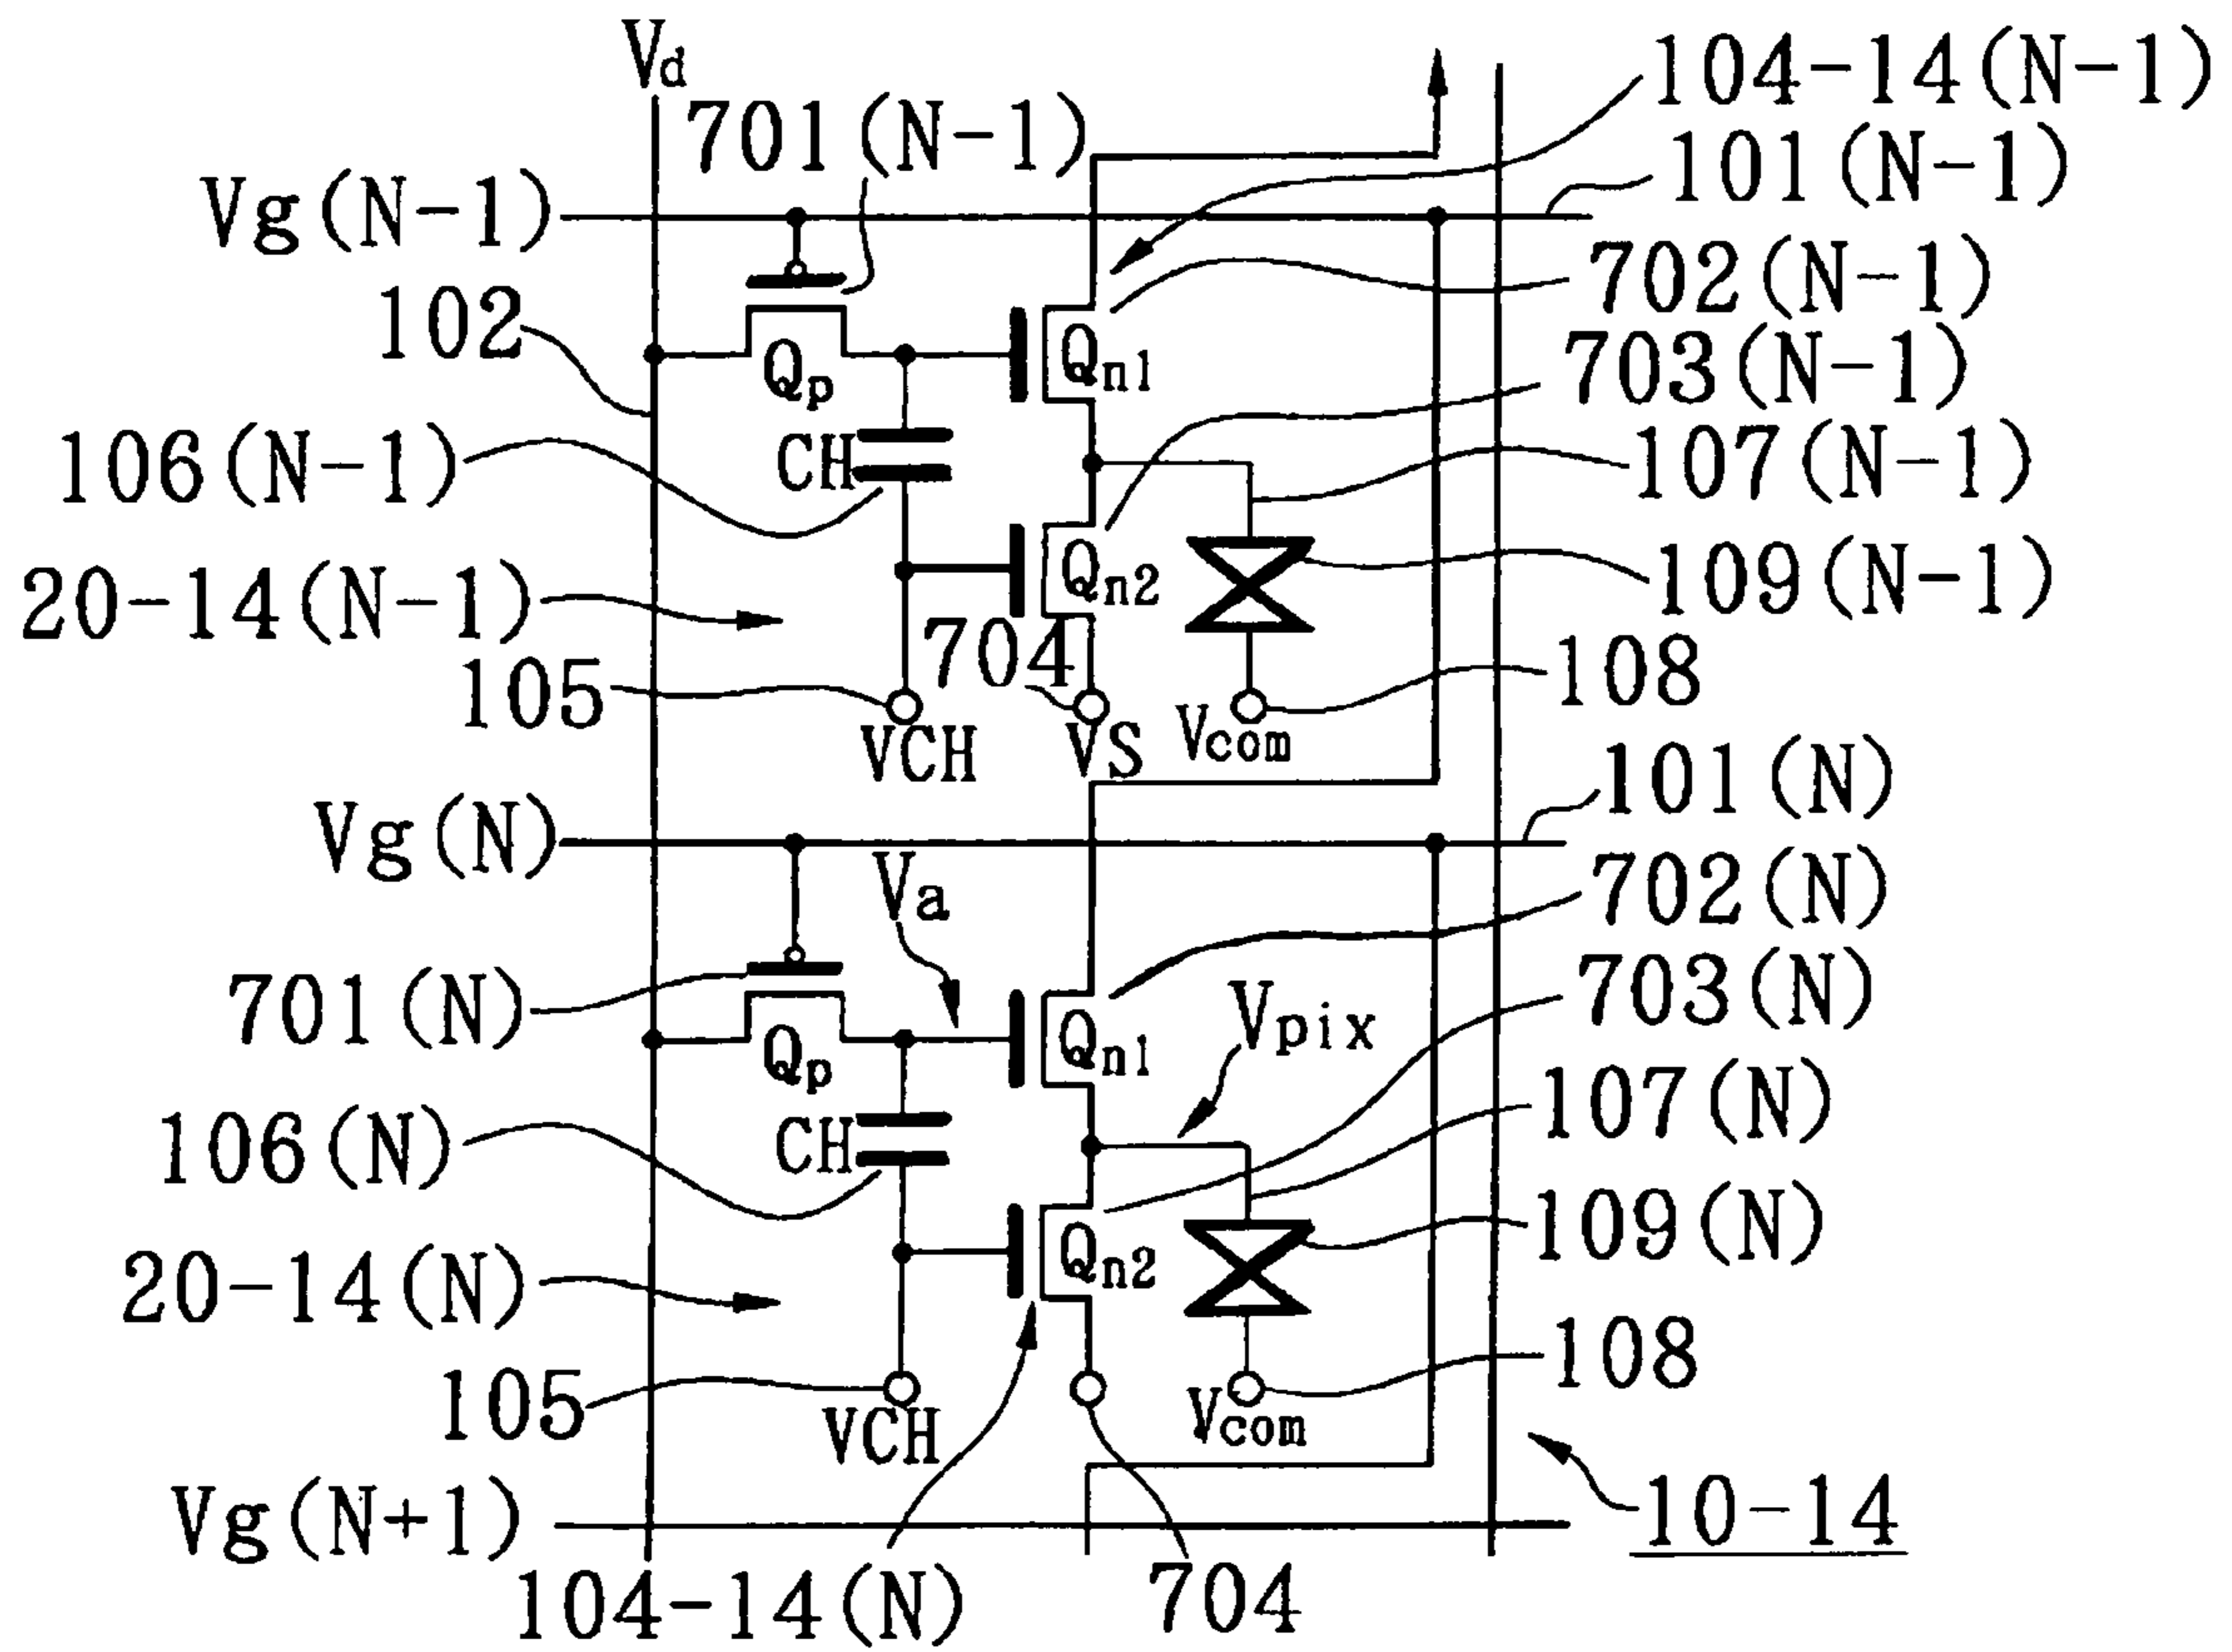 Vd
104-14(N-1)
701(N-1)
101(N-1)
Vg(N-1)
702(N-1)
102
Qp
Qn1
703(N-1)
106(N-1)
CH
107(N-1)
20-14(N-1)
Qn2
109(N-1)
704
105
108
VCH
VS
Vcom
101(N)
Vg(N)
Va
702(N)
701(N)
703(N)
Vpix
Qp
Qn1
107(N)
106(N)
CH
109(N)
20-14(N)
Qn2
108
105
VCH
Vcom
Vg(N+1)
10-14
104-14(N)
704